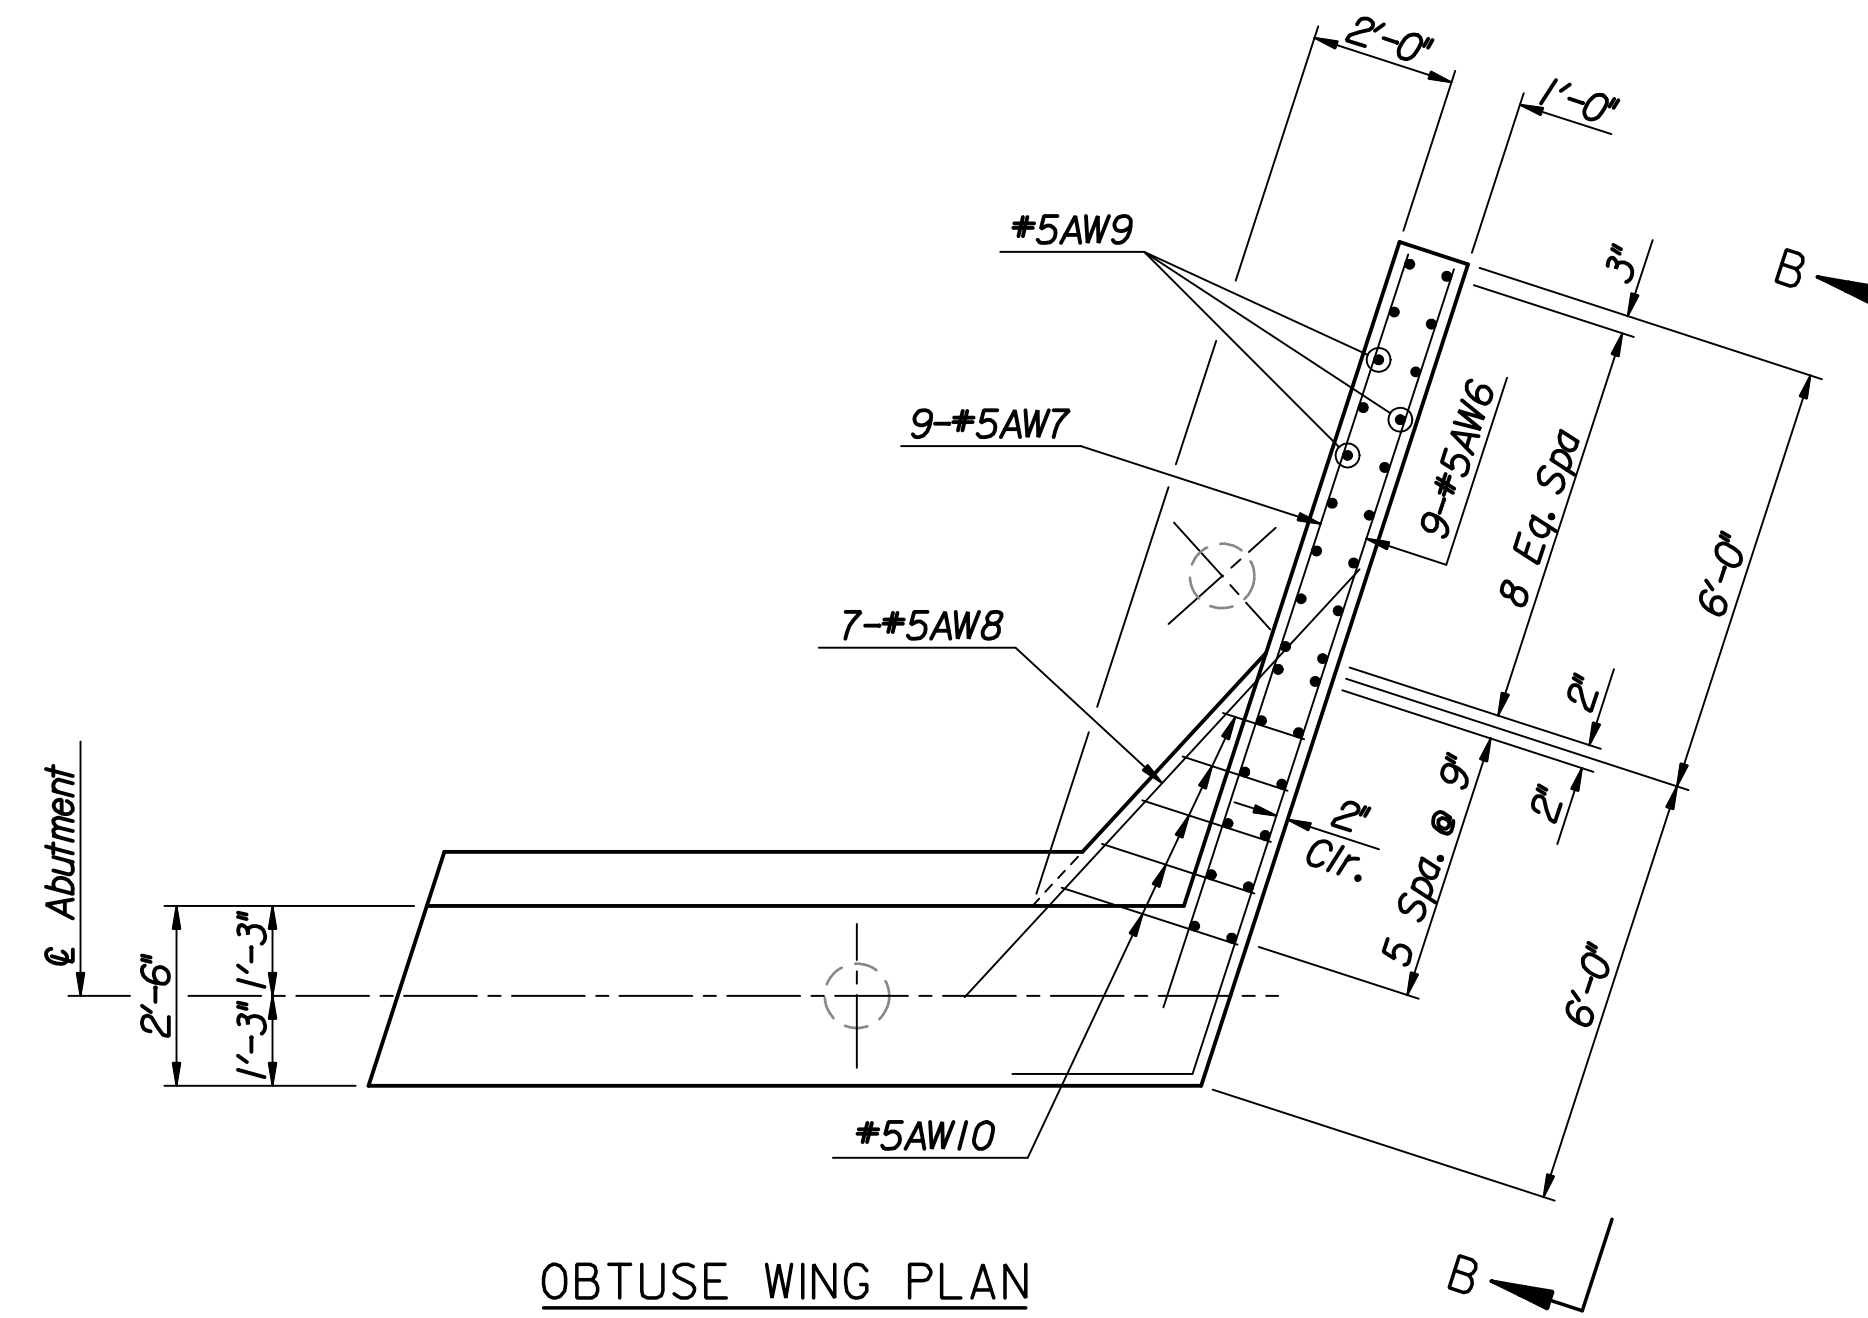 2'-0"
1'-0"
#5AW9
3"
B
9-#5AW7
9-#5AW6
8 Eq. Spa
6'-0"
7-#5AW8
2"
2"
℄ Abutment
2"
Clr.
5 Spa. @ 9"
2'-6"
1'-3"
1'-3"
6'-0"
#5AW10
B
OBTUSE WING PLAN